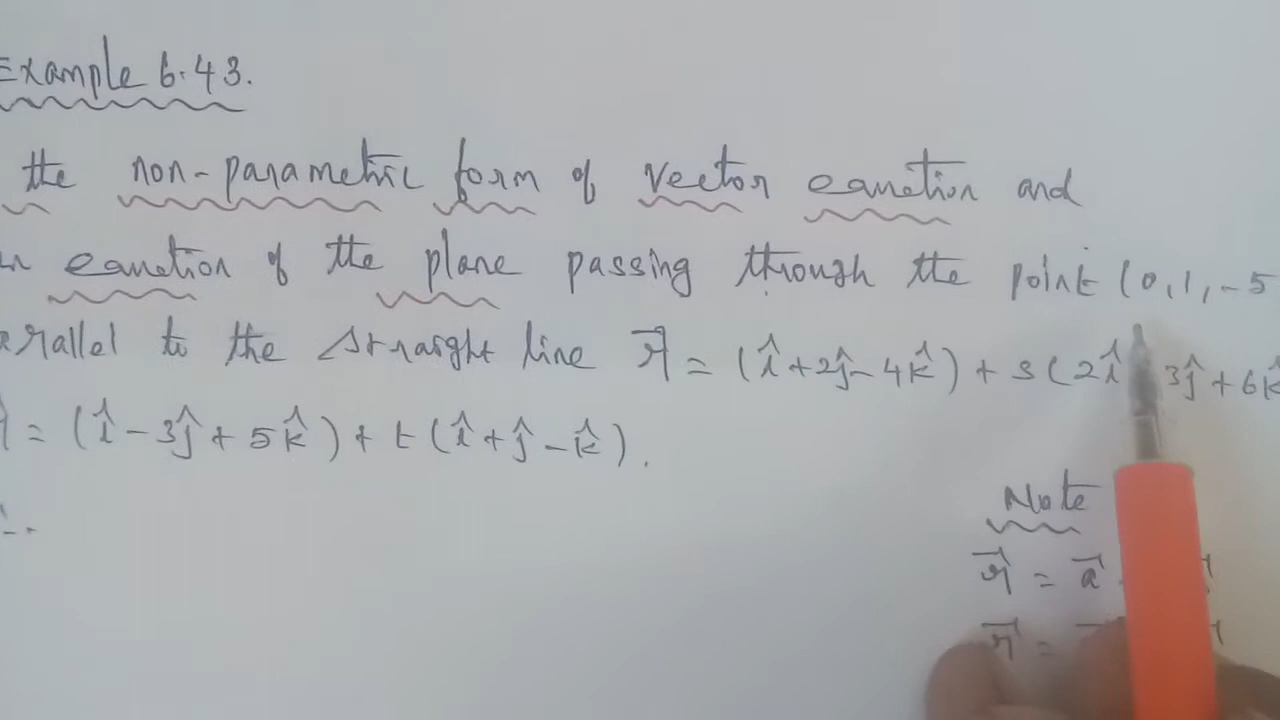 Example 6.43.
the non-parametric form of vector equation and
equation of the plane passing through the point (0,1,-5
parallel to the straight line r⃗ = (î+2ĵ-4k̂) + s(2î 3ĵ+6k̂
= (î-3ĵ+5k̂)+t(î+ĵ-k̂).
Note
r⃗ = a⃗
r⃗ =